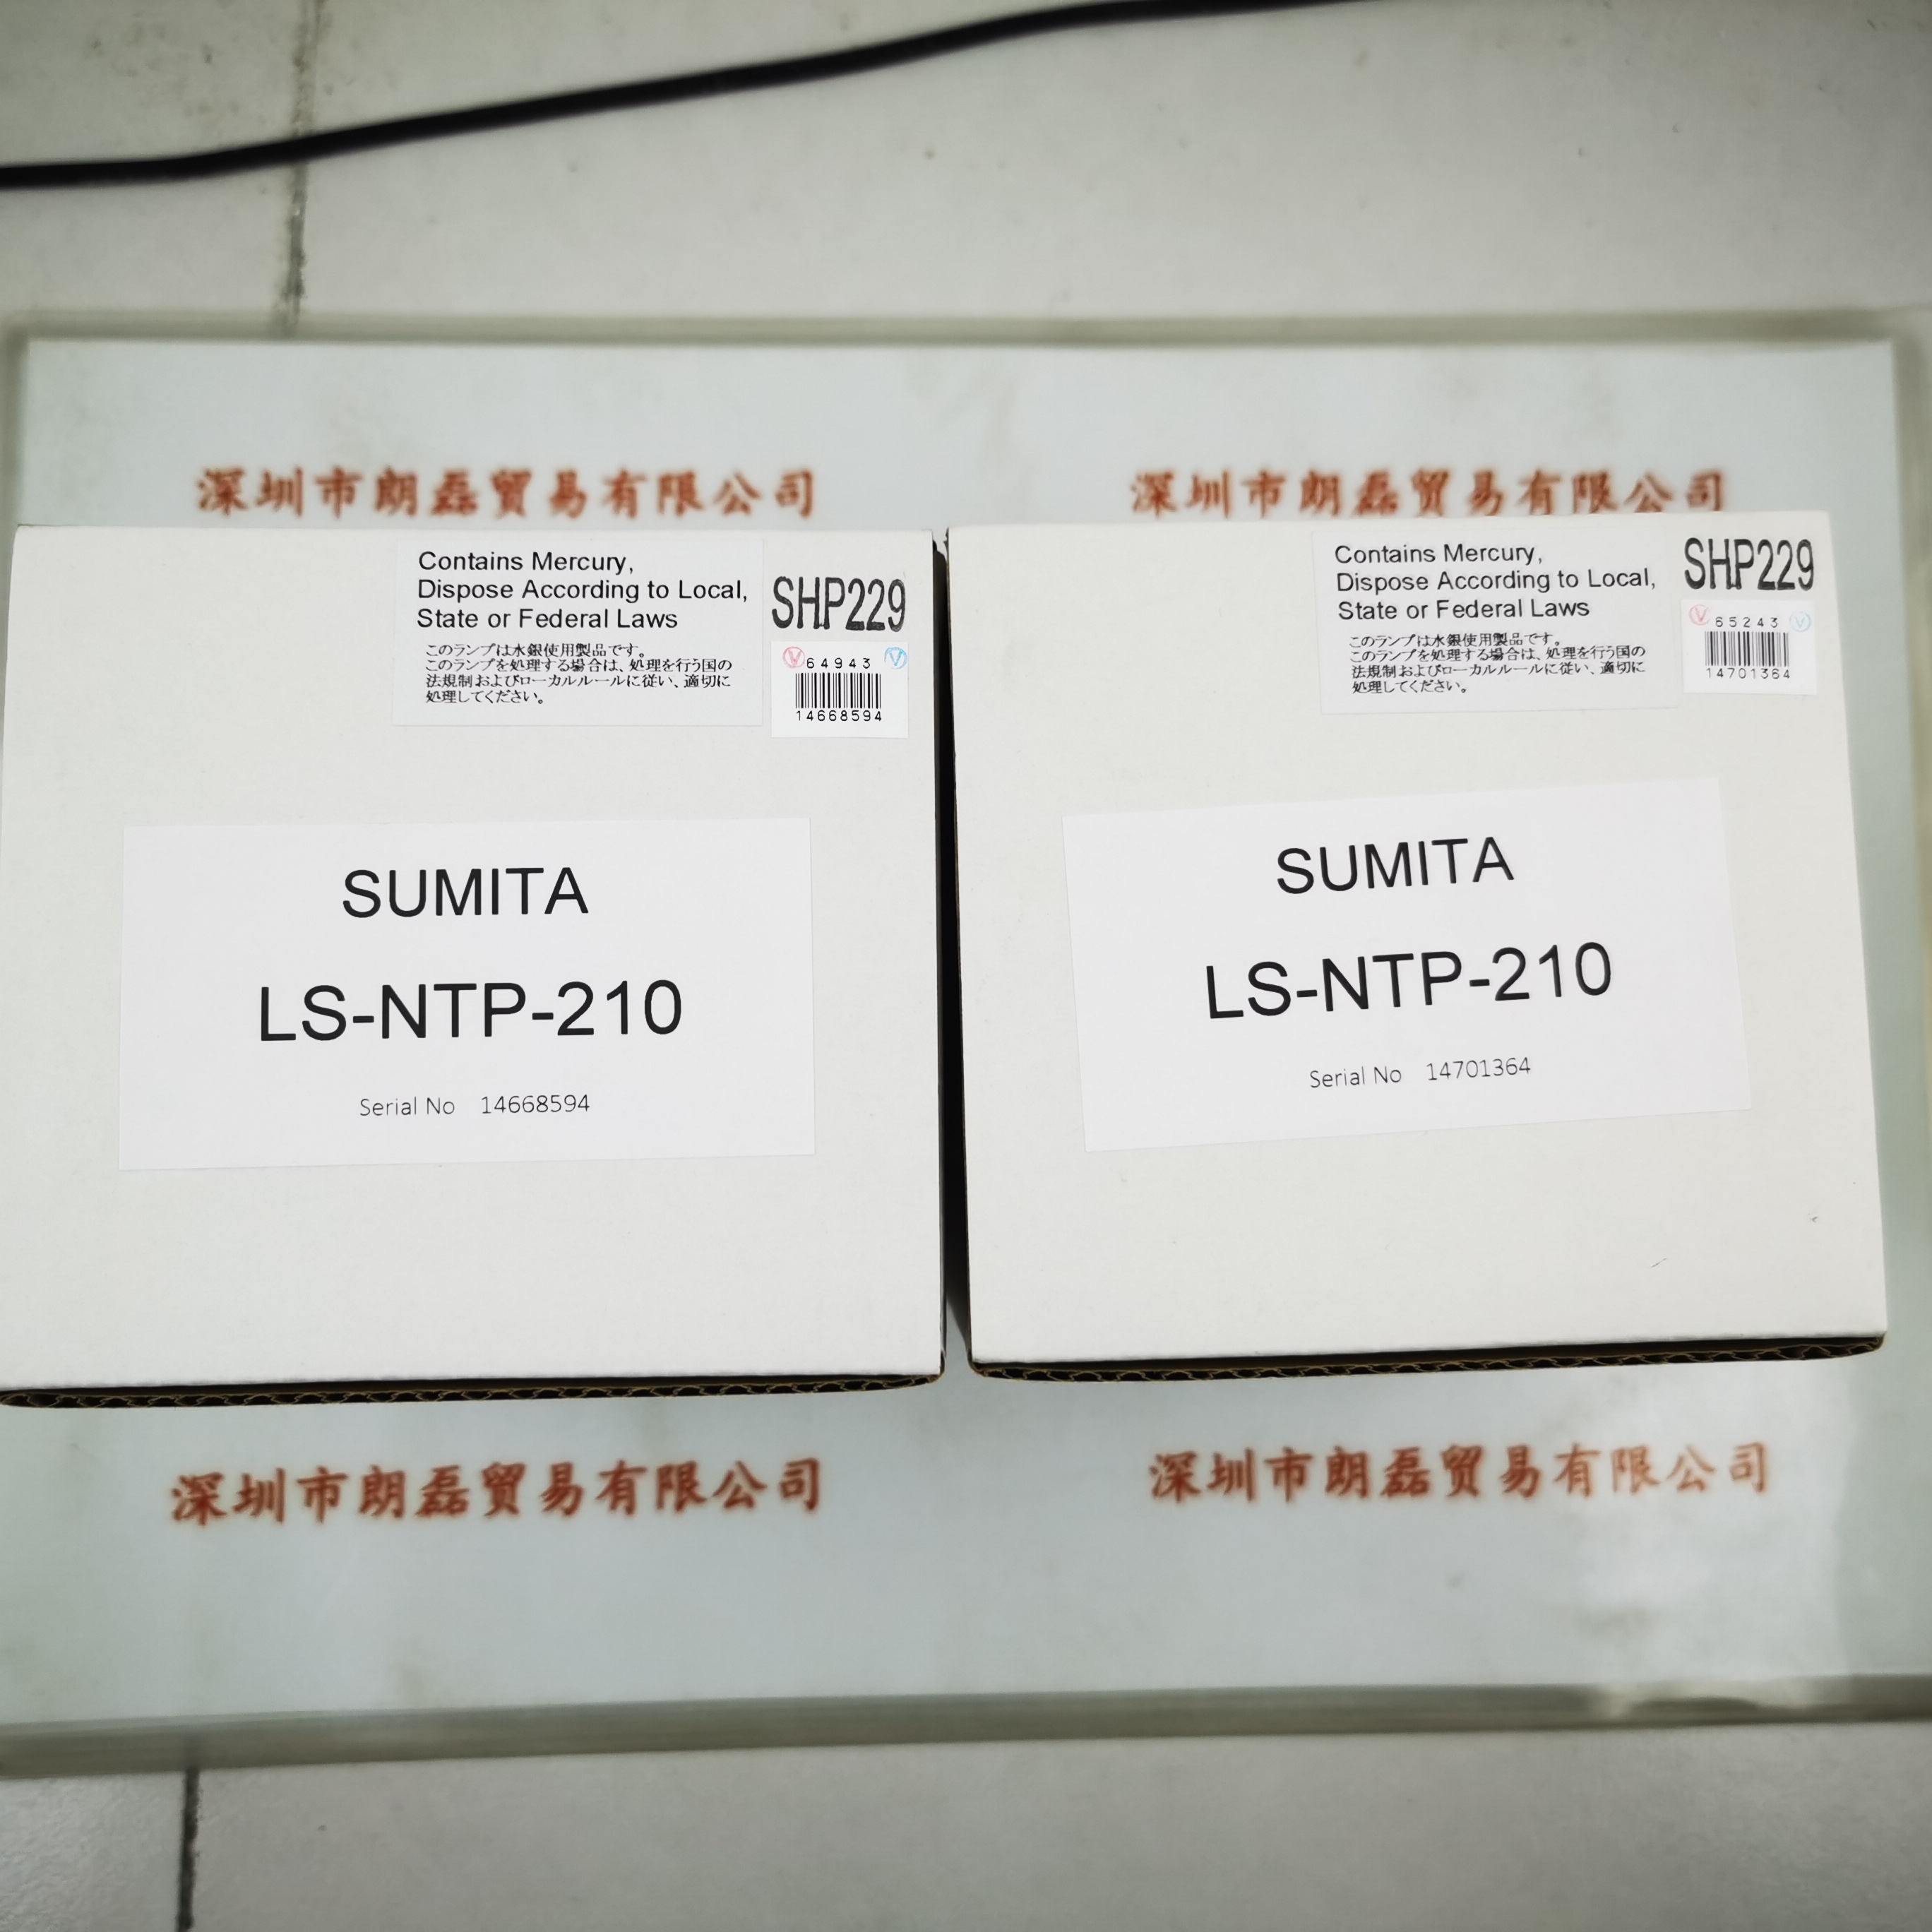 深圳市朗磊贸易有限公司
深圳市朗磊贸易有限公司
Contains Mercury,
Dispose According to Local,
State or Federal Laws
このランプは水銀使用製品です。
このランプを処理する場合は、処理を行う国の
法規制およびローカルルールに従い、適切に
処理してください。
SHP229
V 64943 V
14668594
SUMITA
LS-NTP-210
Serial No 14668594
Contains Mercury,
Dispose According to Local,
State or Federal Laws
このランプは水銀使用製品です。
このランプを処理する場合は、処理を行う国の
法規制およびローカルルールに従い、適切に
処理してください。
SHP229
V 65243 V
14701364
SUMITA
LS-NTP-210
Serial No 14701364
深圳市朗磊贸易有限公司
深圳市朗磊贸易有限公司